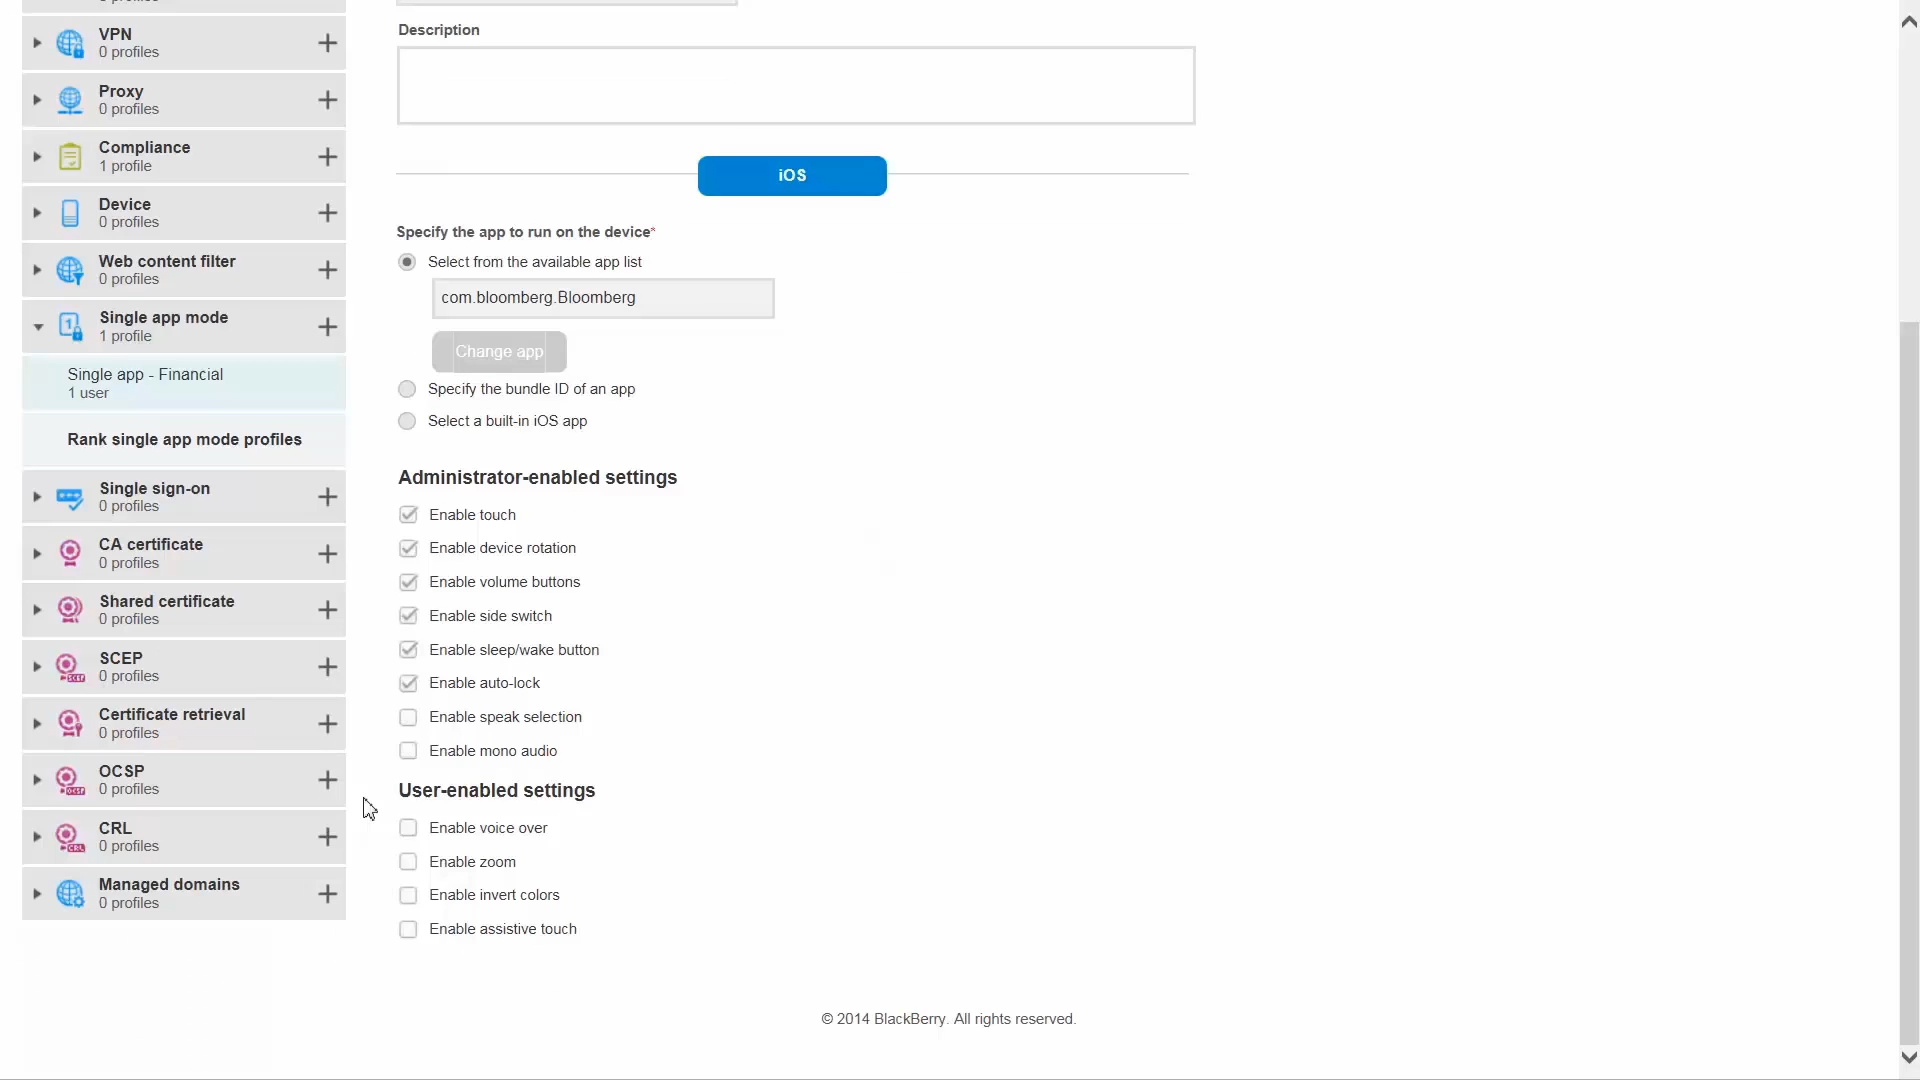 VPN
0 profiles
Proxy
0 profiles
Compliance
1 profile
Device
0 profiles
Web content filter
0 profiles
Single app mode
1 profile
Single app - Financial
1 user
Rank single app mode profiles
Single sign-on
0 profiles
CA certificate
0 profiles
Shared certificate
0 profiles
SCEP
0 profiles
Certificate retrieval
0 profiles
OCSP
0 profiles
CRL
0 profiles
Managed domains
0 profiles
Description
iOS
Specify the app to run on the device*
Select from the available app list
com.bloomberg.Bloomberg
Change app
Specify the bundle ID of an app
Select a built-in iOS app
Administrator-enabled settings
Enable touch
Enable device rotation
Enable volume buttons
Enable side switch
Enable sleep/wake button
Enable auto-lock
Enable speak selection
Enable mono audio
User-enabled settings
Enable voice over
Enable zoom
Enable invert colors
Enable assistive touch
© 2014 BlackBerry. All rights reserved.